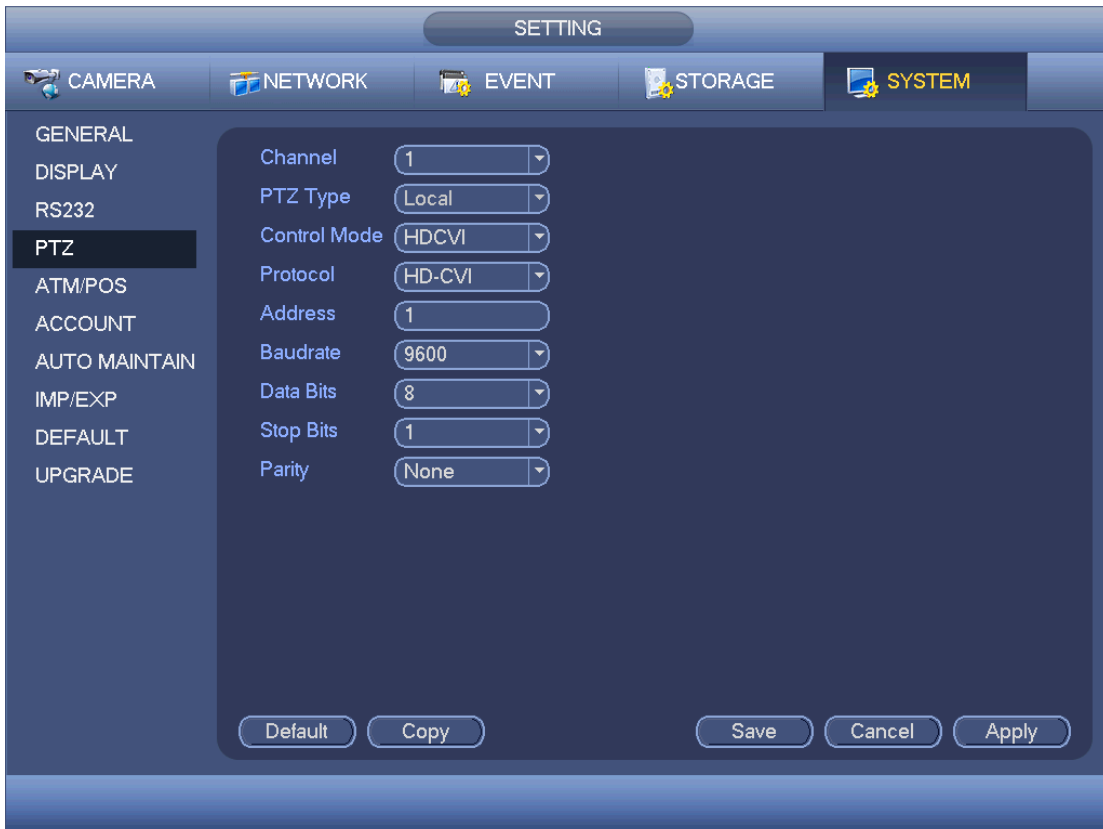 SETTING
CAMERA NETWORK EVENT STORAGE SYSTEM
GENERAL
DISPLAY
RS232
PTZ
ATM/POS
ACCOUNT
AUTO MAINTAIN
IMP/EXP
DEFAULT
UPGRADE
Channel 1
PTZ Type Local
Control Mode HDCVI
Protocol HD-CVI
Address 1
Baudrate 9600
Data Bits 8
Stop Bits 1
Parity None
Default Copy Save Cancel Apply